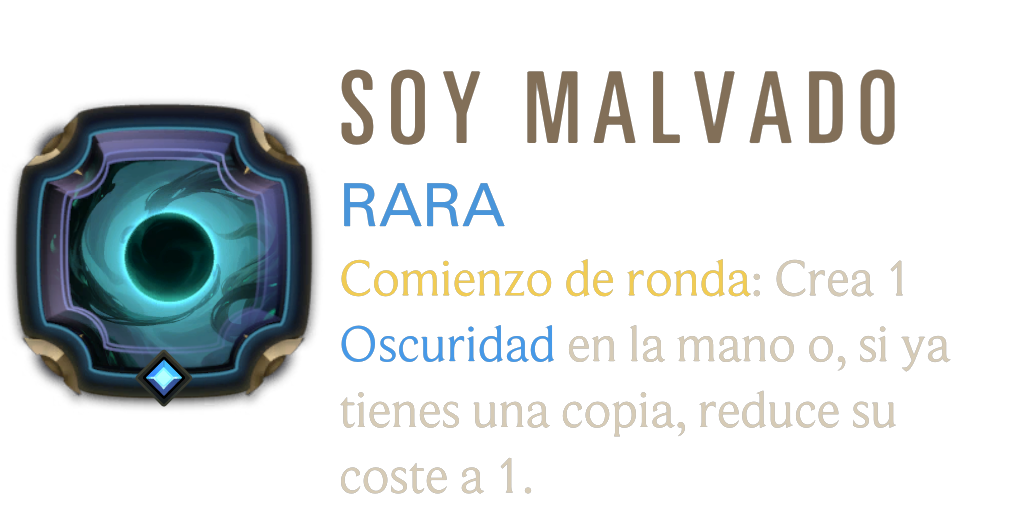 SOY MALVADO
RARA
Comienzo de ronda: Crea 1
Oscuridad en la mano o, si ya
tienes una copia, reduce su
coste a 1.